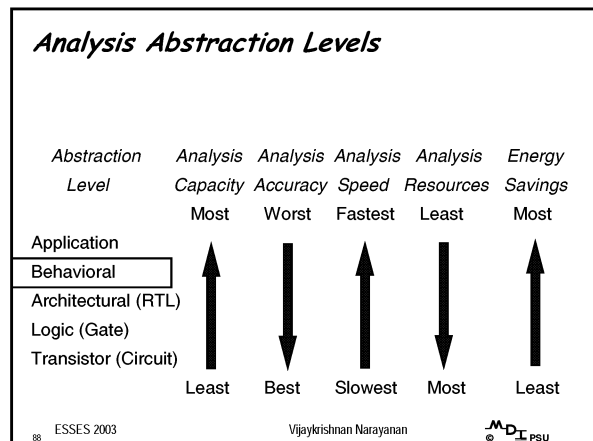 Analysis Abstraction Levels
Abstraction Analysis Analysis Analysis Analysis Energy
Level Capacity Accuracy Speed Resources Savings
Most Worst Fastest Least Most
Application
Behavioral
Architectural (RTL)
Logic (Gate)
Transistor (Circuit)
Least Best Slowest Most Least
88 ESSES 2003 Vijaykrishnan Narayanan © MDI PSU